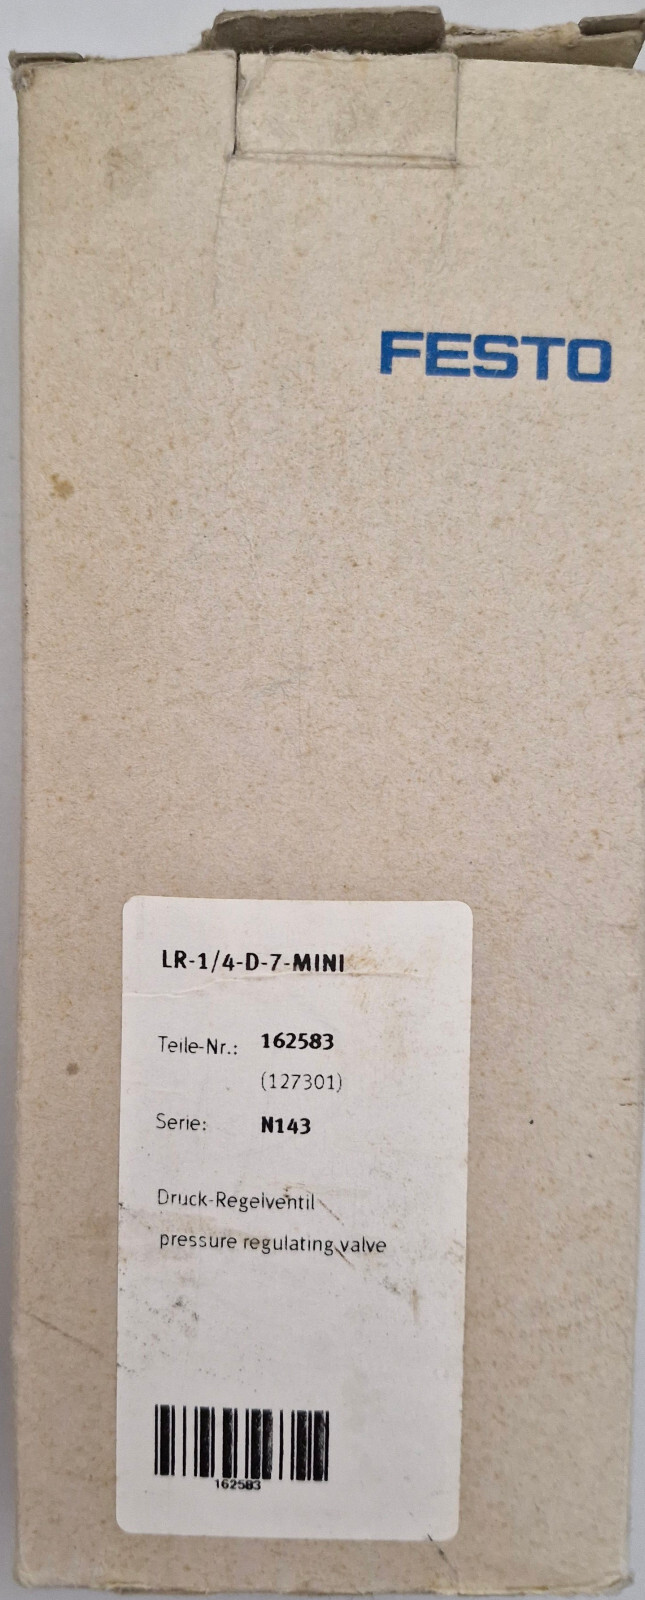 FESTO
LR-1/4-D-7-MINI
Teile-Nr.: 162583
(127301)
Serie: N143
Druck-Regelventil
pressure regulating valve
162583